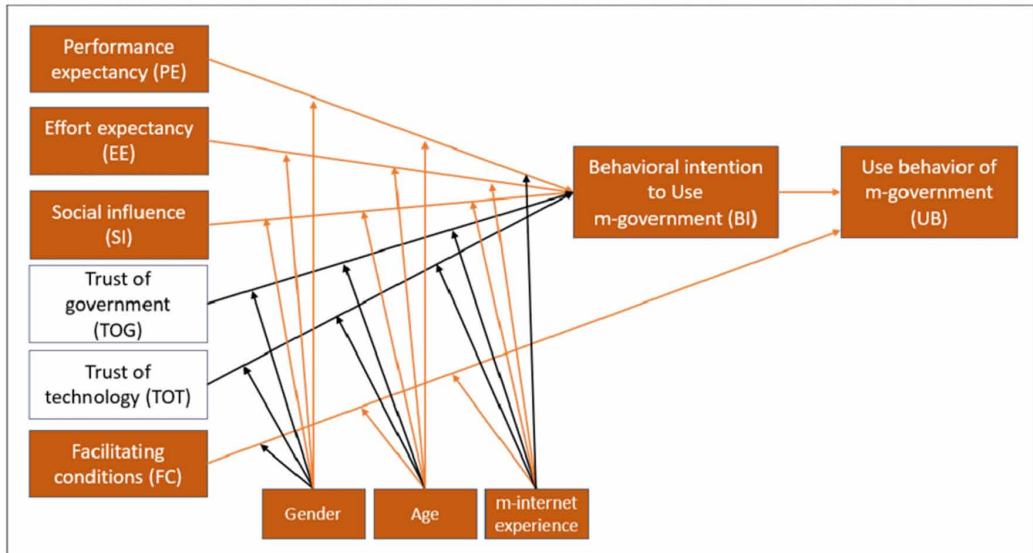 Performance
expectancy (PE)
Effort expectancy
(EE)
Social influence
(SI)
Trust of
government
(TOG)
Trust of
technology (TOT)
Facilitating
conditions (FC)
Behavioral intention
to Use
m-government (BI)
Use behavior of
m-government
(UB)
Gender
Age
m-internet
experience